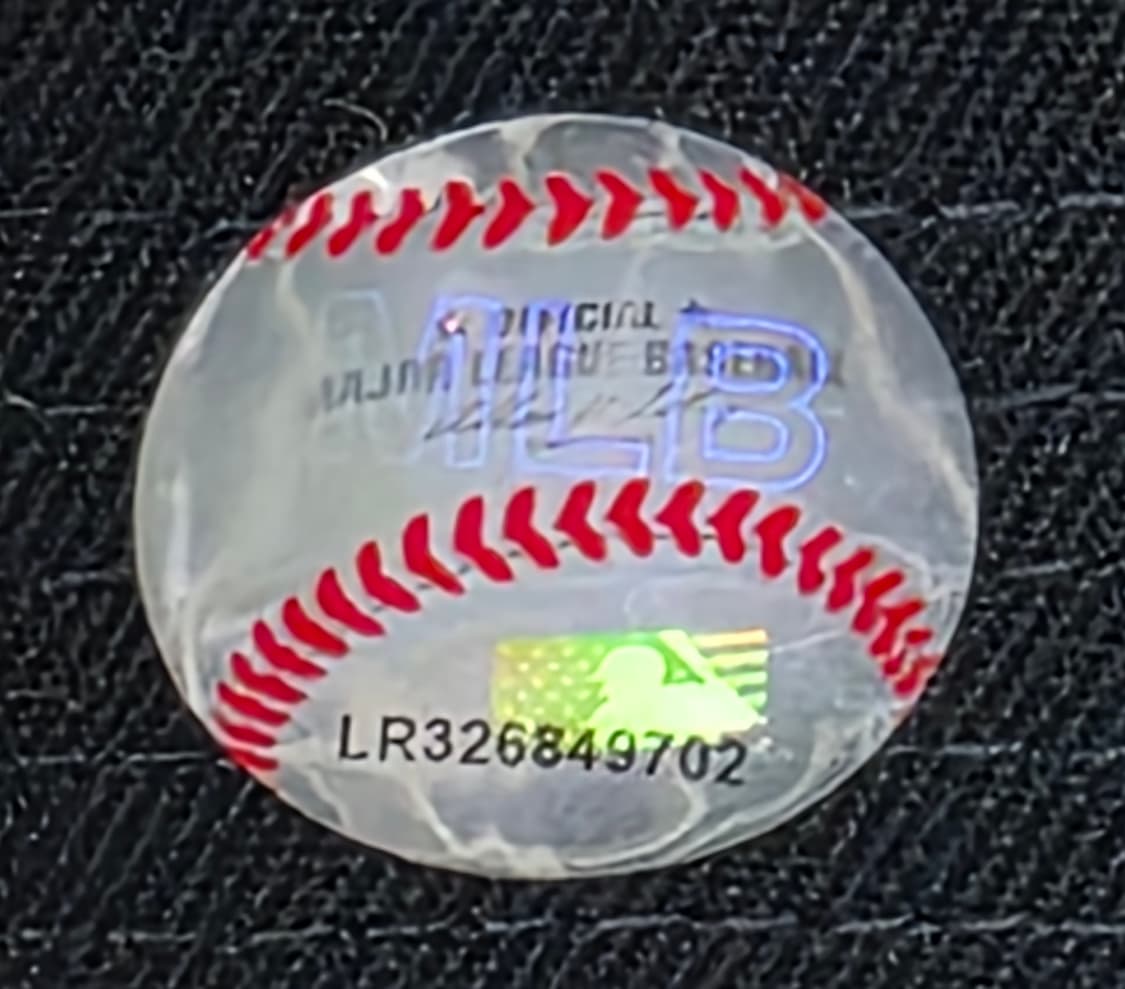 OFFICIAL
MAJOR LEAGUE BASEBALL
MLB
LR326849702